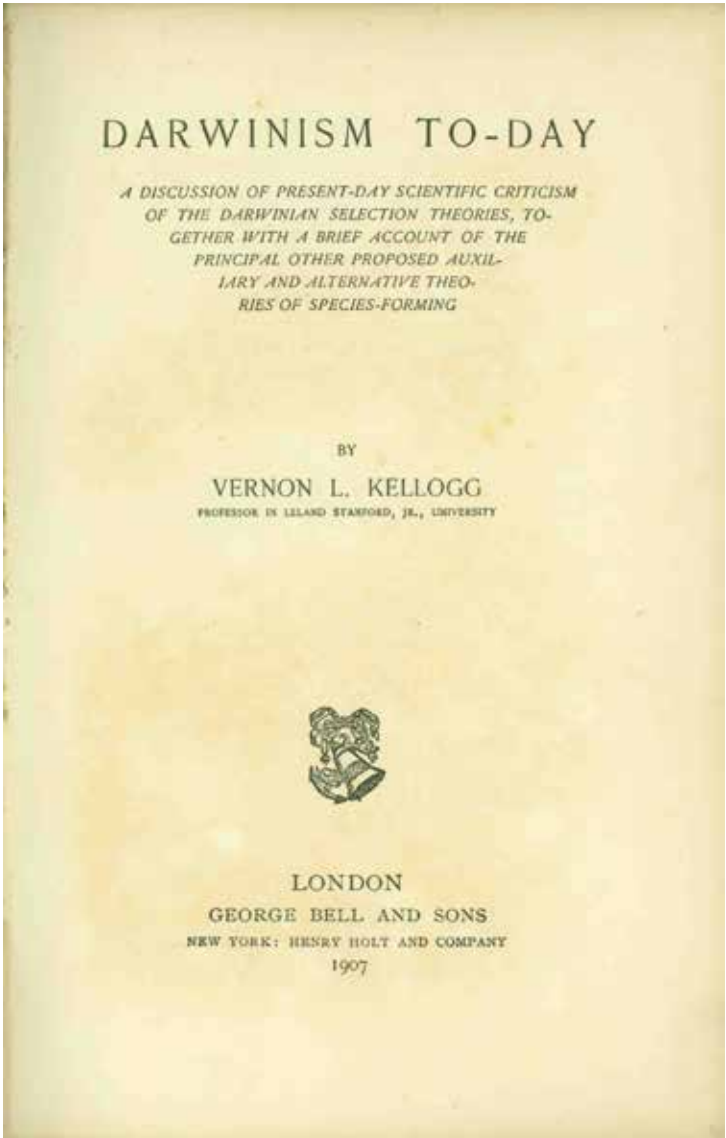 DARWINISM TO-DAY
A DISCUSSION OF PRESENT-DAY SCIENTIFIC CRITICISM
OF THE DARWINIAN SELECTION THEORIES, TO-
GETHER WITH A BRIEF ACCOUNT OF THE
PRINCIPAL OTHER PROPOSED AUXIL-
IARY AND ALTERNATIVE THEO-
RIES OF SPECIES-FORMING
BY
VERNON L. KELLOGG
PROFESSOR IN LELAND STANFORD, JR., UNIVERSITY
LONDON
GEORGE BELL AND SONS
NEW YORK: HENRY HOLT AND COMPANY
1907